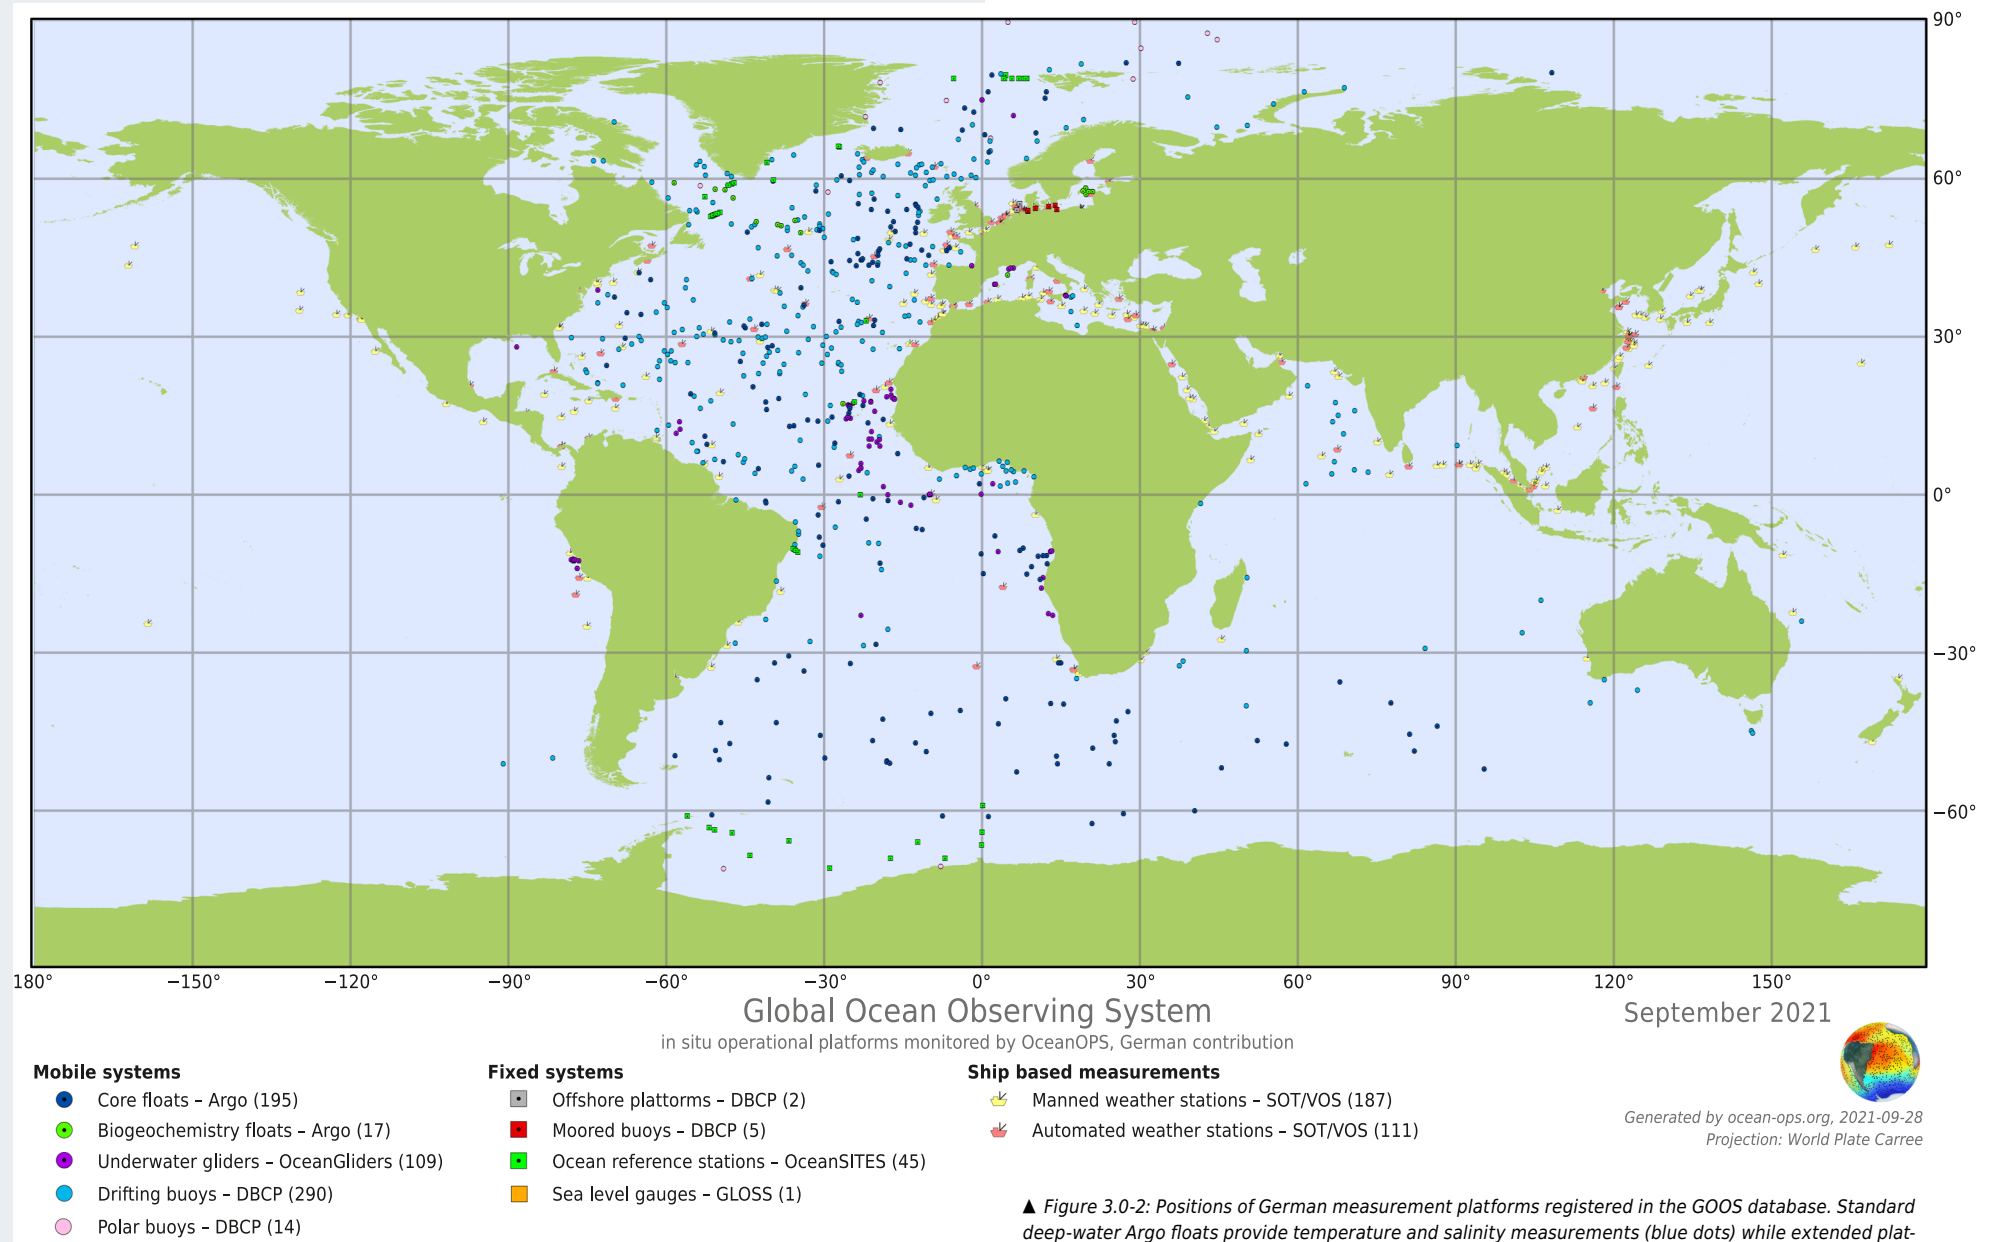 90°
60°
30°
0°
−30°
−60°
180° −150° −120° −90° −60° −30° 0° 30° 60° 90° 120° 150°
Global Ocean Observing System
September 2021
in situ operational platforms monitored by OceanOPS, German contribution
Mobile systems
Core floats – Argo (195)
Biogeochemistry floats – Argo (17)
Underwater gliders – OceanGliders (109)
Drifting buoys – DBCP (290)
Polar buoys – DBCP (14)
Fixed systems
Offshore plattorms – DBCP (2)
Moored buoys – DBCP (5)
Ocean reference stations – OceanSITES (45)
Sea level gauges – GLOSS (1)
Ship based measurements
Manned weather stations – SOT/VOS (187)
Automated weather stations – SOT/VOS (111)
Generated by ocean-ops.org, 2021-09-28
Projection: World Plate Carree
▲ Figure 3.0-2: Positions of German measurement platforms registered in the GOOS database. Standard
deep-water Argo floats provide temperature and salinity measurements (blue dots) while extended plat-